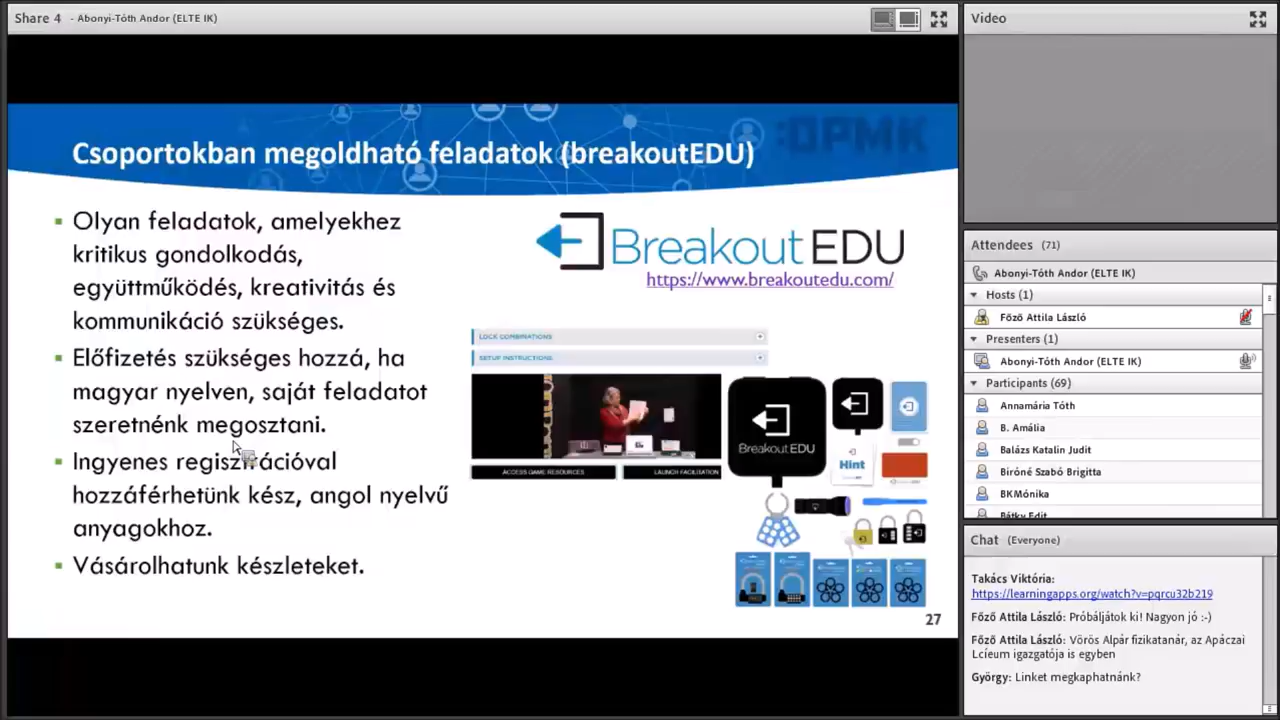 Share 4 - Abonyi-Tóth Andor (ELTE IK)
Csoportokban megoldható feladatok (breakoutEDU)
:OPMK
Olyan feladatok, amelyekhez
kritikus gondolkodás,
együttműködés, kreativitás és
kommunikáció szükséges.
Előfizetés szükséges hozzá, ha
magyar nyelven, saját feladatot
szeretnénk megosztani.
Ingyenes regisztrációval
hozzáférhetünk kész, angol nyelvű
anyagokhoz.
Vásárolhatunk készleteket.
Breakout EDU
https://www.breakoutedu.com/
LOCK COMBINATIONS
SETUP INSTRUCTIONS
ACCESS GAME RESOURCES
LAUNCH FACILITATION
Breakout EDU
Hint
27
Video
Attendees (71)
Abonyi-Tóth Andor (ELTE IK)
Hosts (1)
Főző Attila László
Presenters (1)
Abonyi-Tóth Andor (ELTE IK)
Participants (69)
Annamária Tóth
B. Amália
Balázs Katalin Judit
Bíróné Szabó Brigitta
BKMónika
Bátky Edit
Chat (Everyone)
Takács Viktória:
https://learningapps.org/watch?v=pqrcu32b219
Főző Attila László: Próbáljátok ki! Nagyon jó :-)
Főző Attila László: Vörös Alpár fizikatanár, az Apáczai
Lcíeum igazgatója is egyben
György: Linket megkaphatnánk?